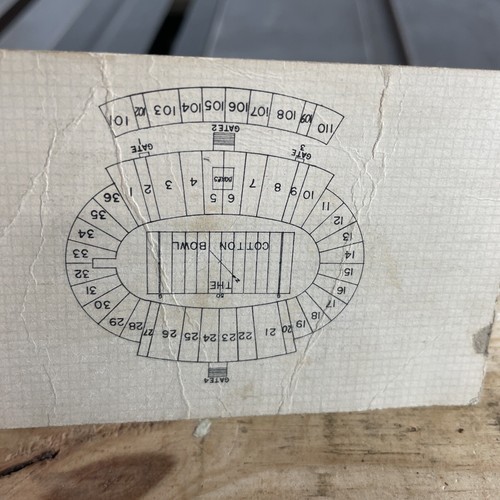 101 102 103 104 105 106 107 108 109 110
GATE 2
GATE
GATE 3
1 2 3 4 5 6 7 8 9 10
BOXES
36 11
35 12
34 13
33 14
32 15
31 16
30 17
29 18
28 19
THE
COTTON BOWL
50
27 26 25 24 23 22 21 20
GATE 4